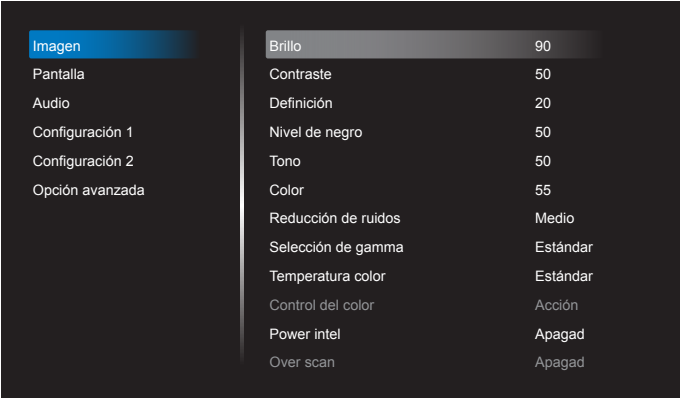 Imagen
Pantalla
Audio
Configuración 1
Configuración 2
Opción avanzada
Brillo 90
Contraste 50
Definición 20
Nivel de negro 50
Tono 50
Color 55
Reducción de ruidos Medio
Selección de gamma Estándar
Temperatura color Estándar
Control del color Acción
Power intel Apagad
Over scan Apagad